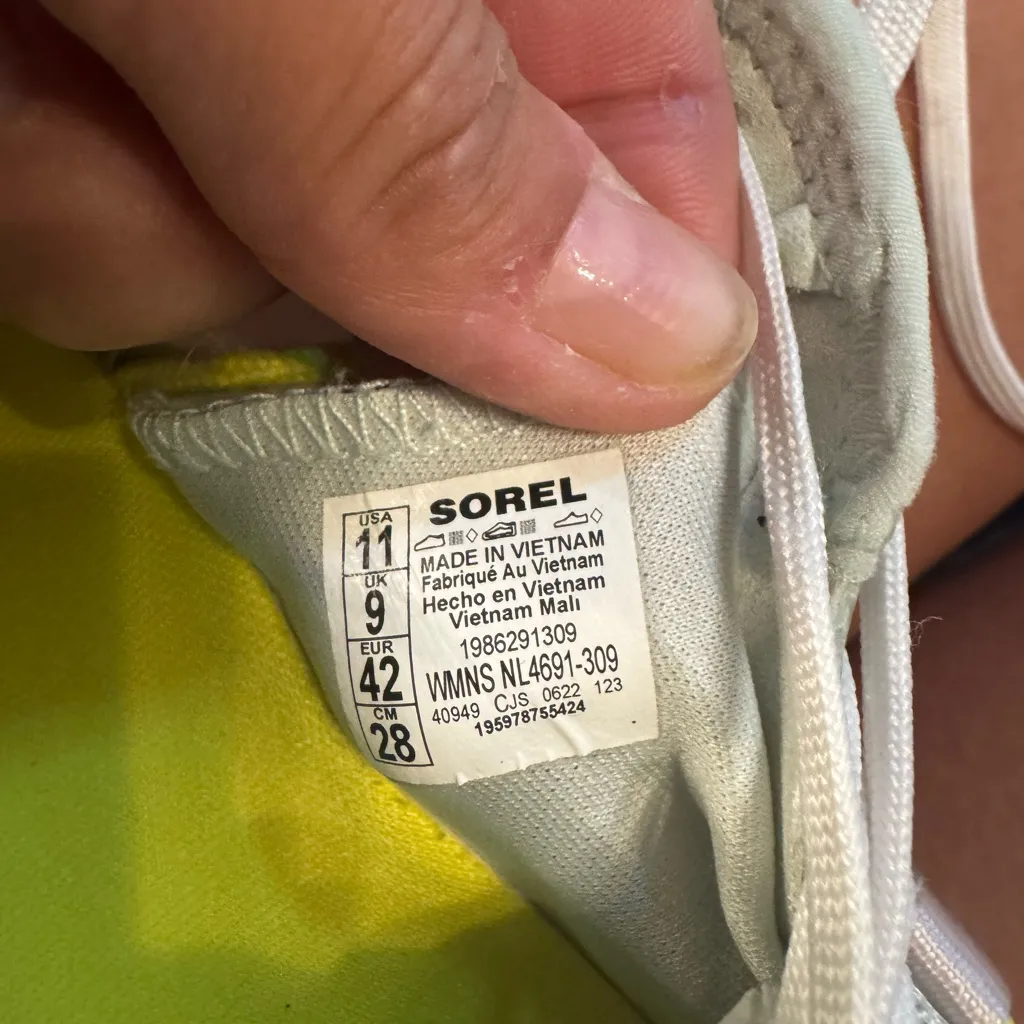 SOREL
USA
11
UK
9
EUR
42
CM
28
MADE IN VIETNAM
Fabriqué Au Vietnam
Hecho en Vietnam
Vietnam Malı
1986291309
WMNS NL4691-309
40949 CJS 0622 123
195978755424